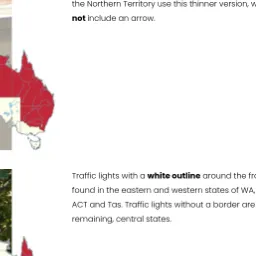 the Northern Territory use this thinner version, w
not include an arrow.
Traffic lights with a white outline around the fro
found in the eastern and western states of WA,
ACT and Tas. Traffic lights without a border are
remaining, central states.